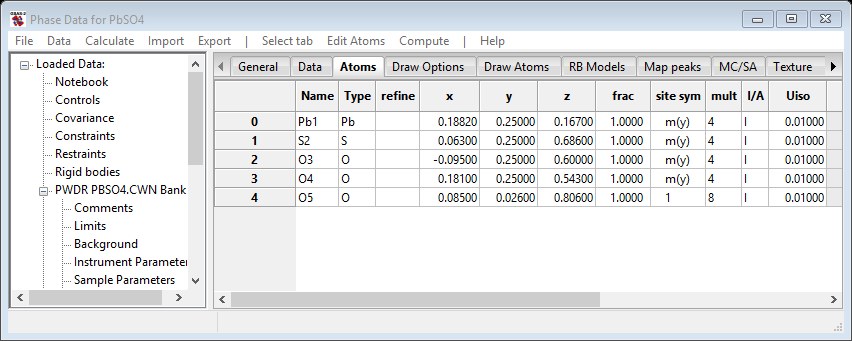 Phase Data for PbSO4
File Data Calculate Import Export | Select tab Edit Atoms Compute | Help
Loaded Data:
Notebook
Controls
Covariance
Constraints
Restraints
Rigid bodies
PWDR PBSO4.CWN Bank
Comments
Limits
Background
Instrument Parameter
Sample Parameters
General Data Atoms Draw Options Draw Atoms RB Models Map peaks MC/SA Texture
Name Type refine x y z frac site sym mult I/A Uiso
0 Pb1 Pb 0.18820 0.25000 0.16700 1.0000 m(y) 4 I 0.01000
1 S2 S 0.06300 0.25000 0.68600 1.0000 m(y) 4 I 0.01000
2 O3 O -0.09500 0.25000 0.60000 1.0000 m(y) 4 I 0.01000
3 O4 O 0.18100 0.25000 0.54300 1.0000 m(y) 4 I 0.01000
4 O5 O 0.08500 0.02600 0.80600 1.0000 1 8 I 0.01000